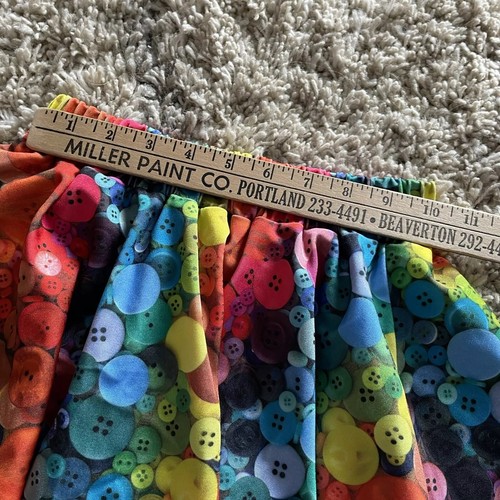 1 2 3 4 5 6 7 8 9 10 11
MILLER PAINT CO. PORTLAND 233-4491 • BEAVERTON 292-44